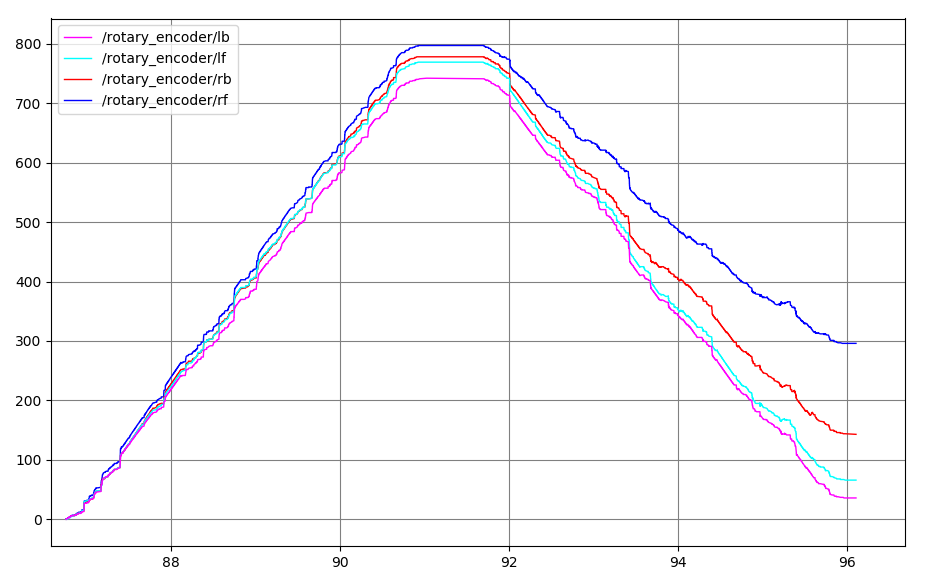 /rotary_encoder/lb
/rotary_encoder/lf
/rotary_encoder/rb
/rotary_encoder/rf
800
700
600
500
400
300
200
100
0
88 90 92 94 96